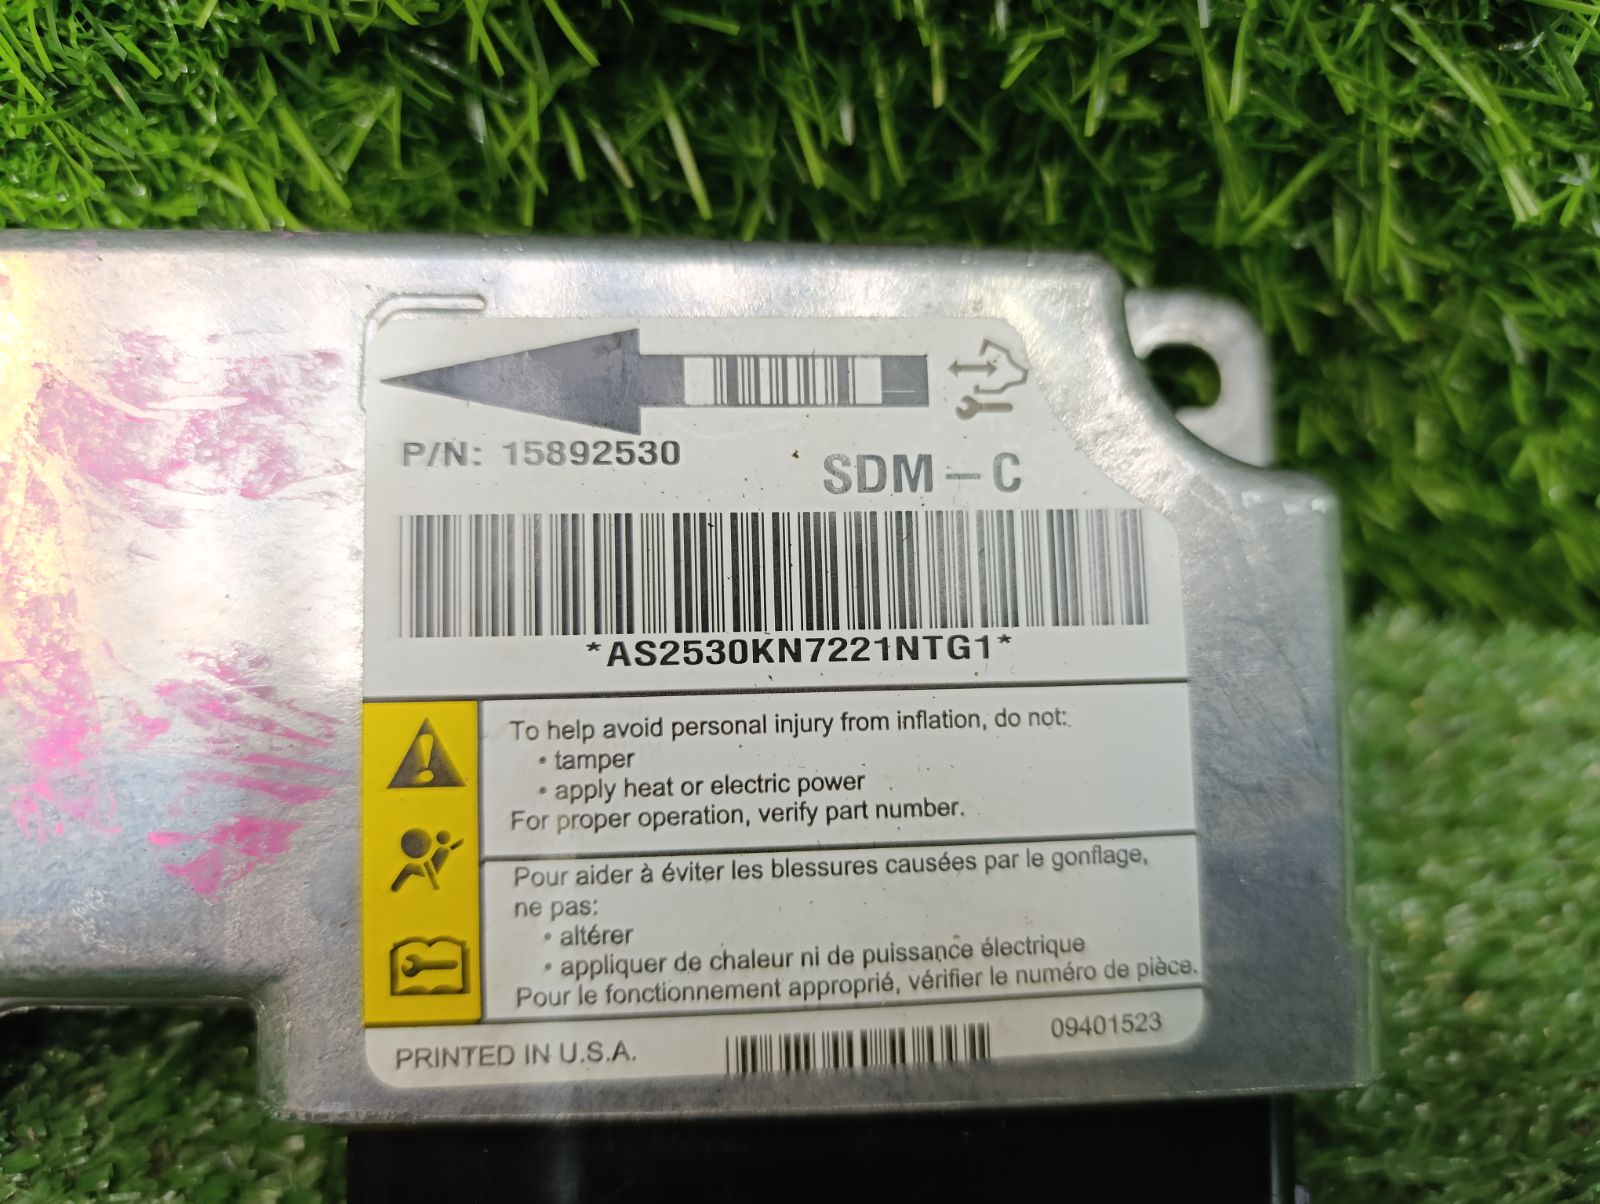 P/N: 15892530
SDM – C
*AS2530KN7221NTG1*
To help avoid personal injury from inflation, do not:
• tamper
• apply heat or electric power
For proper operation, verify part number.
Pour aider à éviter les blessures causées par le gonflage,
ne pas:
• altérer
• appliquer de chaleur ni de puissance électrique
Pour le fonctionnement approprié, vérifier le numéro de pièce.
PRINTED IN U.S.A.
09401523